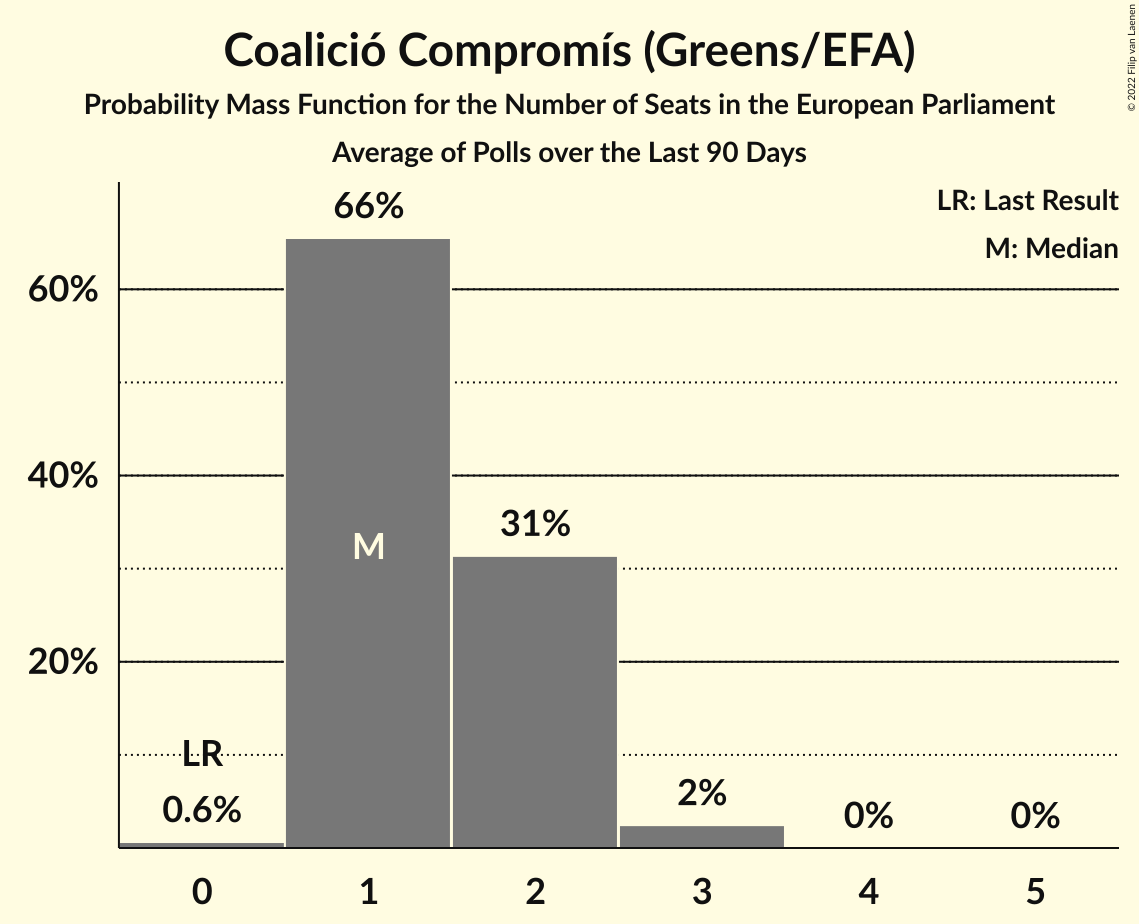 Coalició Compromís (Greens/EFA)
Probability Mass Function for the Number of Seats in the European Parliament
Average of Polls over the Last 90 Days
© 2022 Filip van Laenen
LR: Last Result
M: Median
66%
60%
40%
31%
M
20%
LR
0.6%
2%
0%
0%
0 1 2 3 4 5